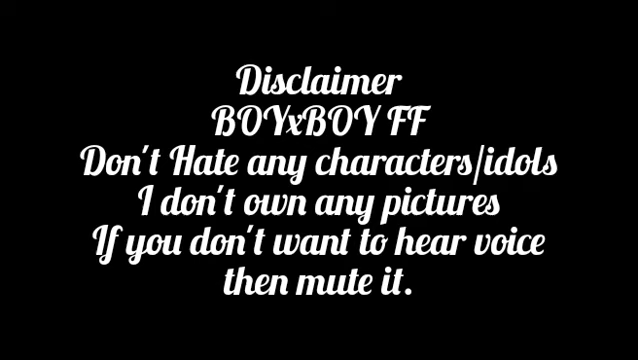 Disclaimer
BOYxBOY FF
Don't Hate any characters/idols
I don't own any pictures
If you don't want to hear voice
then mute it.